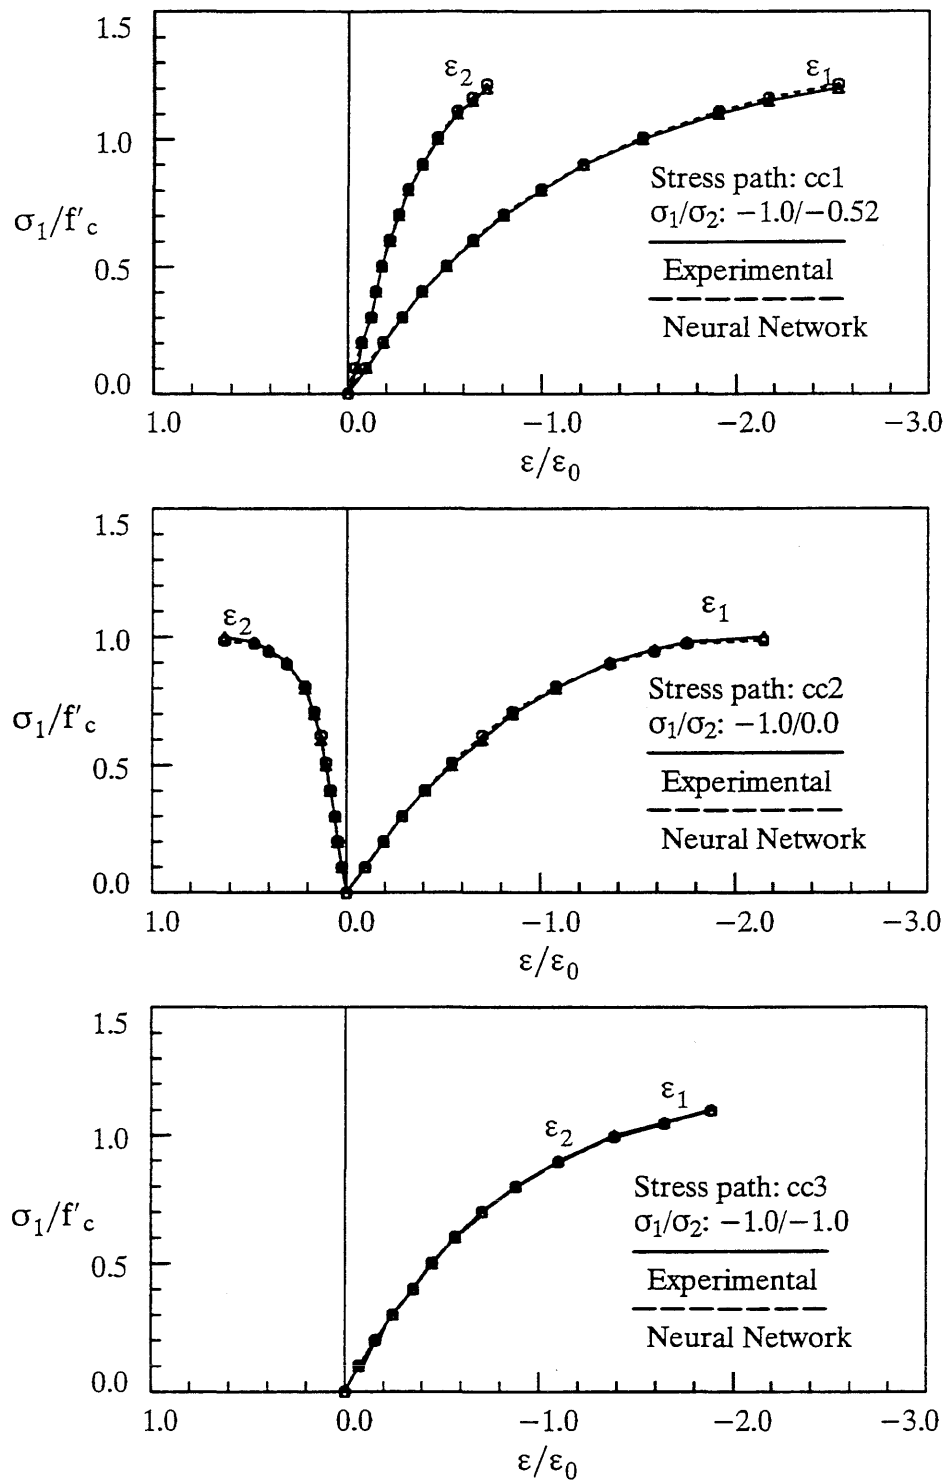 1.5
ε2
ε1
1.0
Stress path: cc1
σ1/f′c
σ1/σ2: −1.0/−0.52
0.5
Experimental
Neural Network
0.0
1.0 0.0 −1.0 −2.0 −3.0
ε/ε0
1.5
ε2
ε1
1.0
Stress path: cc2
σ1/f′c
σ1/σ2: −1.0/0.0
0.5
Experimental
Neural Network
0.0
1.0 0.0 −1.0 −2.0 −3.0
ε/ε0
1.5
ε1
ε2
1.0
Stress path: cc3
σ1/f′c
σ1/σ2: −1.0/−1.0
0.5
Experimental
Neural Network
0.0
1.0 0.0 −1.0 −2.0 −3.0
ε/ε0